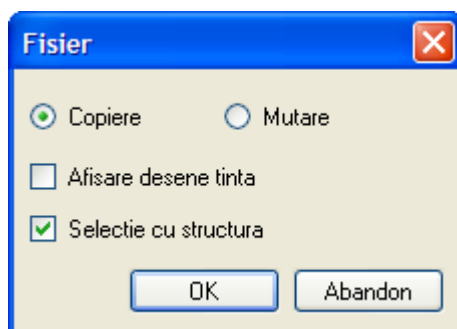 Fisier
Copiere Mutare
Afisare desene tinta
Selectie cu structura
OK Abandon